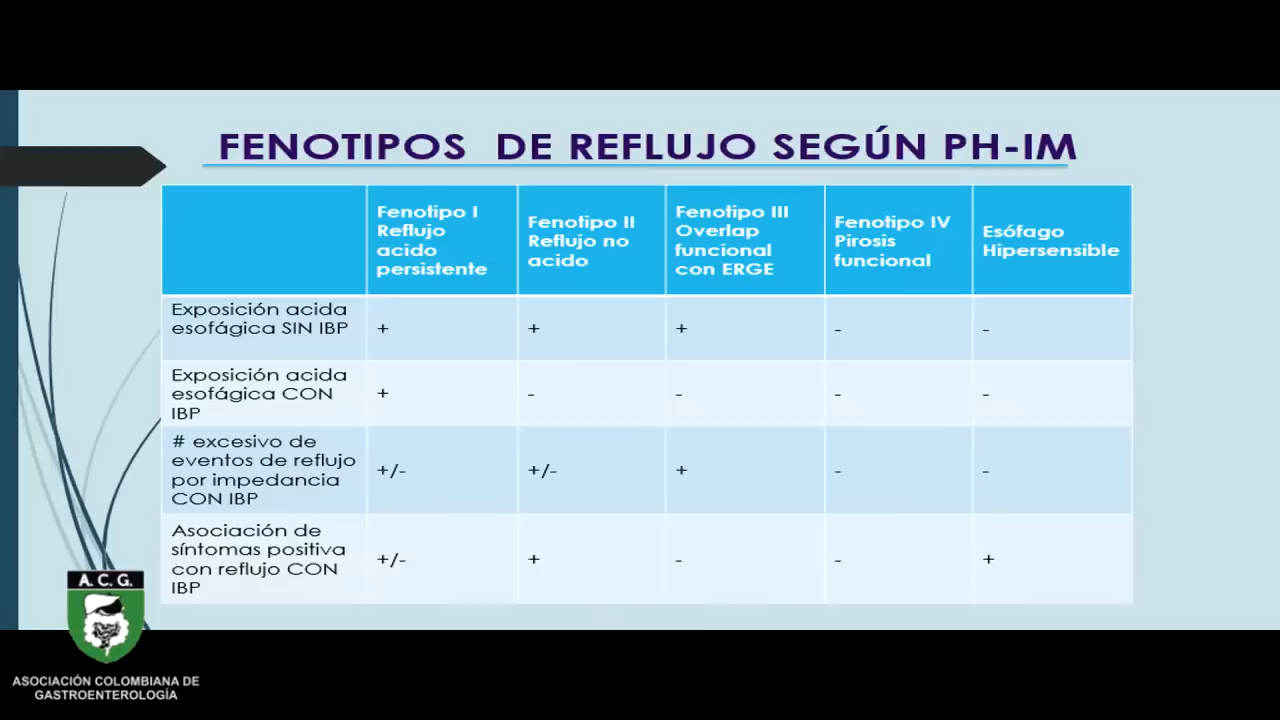 FENOTIPOS DE REFLUJO SEGÚN PH-IM
Fenotipo I
Reflujo
acido
persistente
Fenotipo II
Reflujo no
acido
Fenotipo III
Overlap
funcional
con ERGE
Fenotipo IV
Pirosis
funcional
Esófago
Hipersensible
Exposición acida
esofágica SIN IBP
+
+
+
-
-
Exposición acida
esofágica CON
IBP
+
-
-
-
-
# excesivo de
eventos de reflujo
por impedancia
CON IBP
+/-
+/-
+
-
-
Asociación de
síntomas positiva
con reflujo CON
IBP
+/-
+
-
-
+
A. C. G.
ASOCIACIÓN COLOMBIANA DE
GASTROENTEROLOGÍA